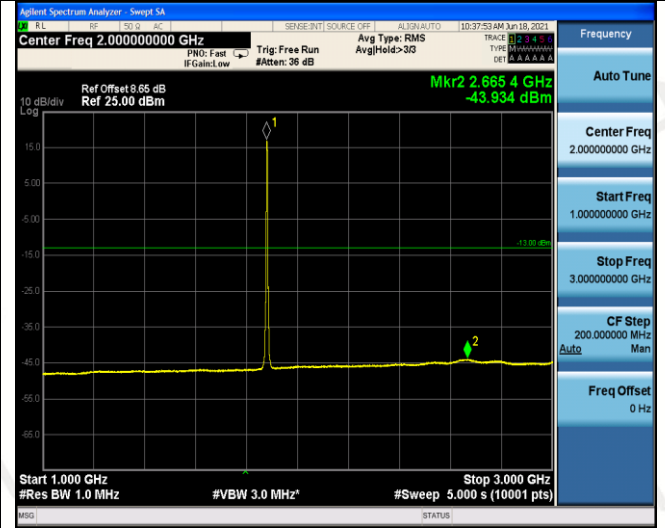 Agilent Spectrum Analyzer - Swept SA
RL RF 50 Ω AC SENSE:INT SOURCE OFF ALIGN AUTO 10:37:53 AM Jun 18, 2021
Center Freq 2.000000000 GHz
PNO: Fast
IFGain:Low
Trig: Free Run
#Atten: 36 dB
Avg Type: RMS
Avg|Hold:>3/3
TRACE 1 2 3 4 5 6
TYPE M
DET A A A A A A
Ref Offset 8.65 dB
Ref 25.00 dBm
10 dB/div
Log
Mkr2 2.665 4 GHz
-43.934 dBm
1
15.0
5.00
-5.00
-13.00 dBm
-15.0
-25.0
-35.0
2
-45.0
-55.0
-65.0
Start 1.000 GHz
Stop 3.000 GHz
#Res BW 1.0 MHz
#VBW 3.0 MHz*
#Sweep 5.000 s (10001 pts)
MSG
STATUS
Frequency
Auto Tune
Center Freq
2.000000000 GHz
Start Freq
1.000000000 GHz
Stop Freq
3.000000000 GHz
CF Step
200.000000 MHz
Auto Man
Freq Offset
0 Hz